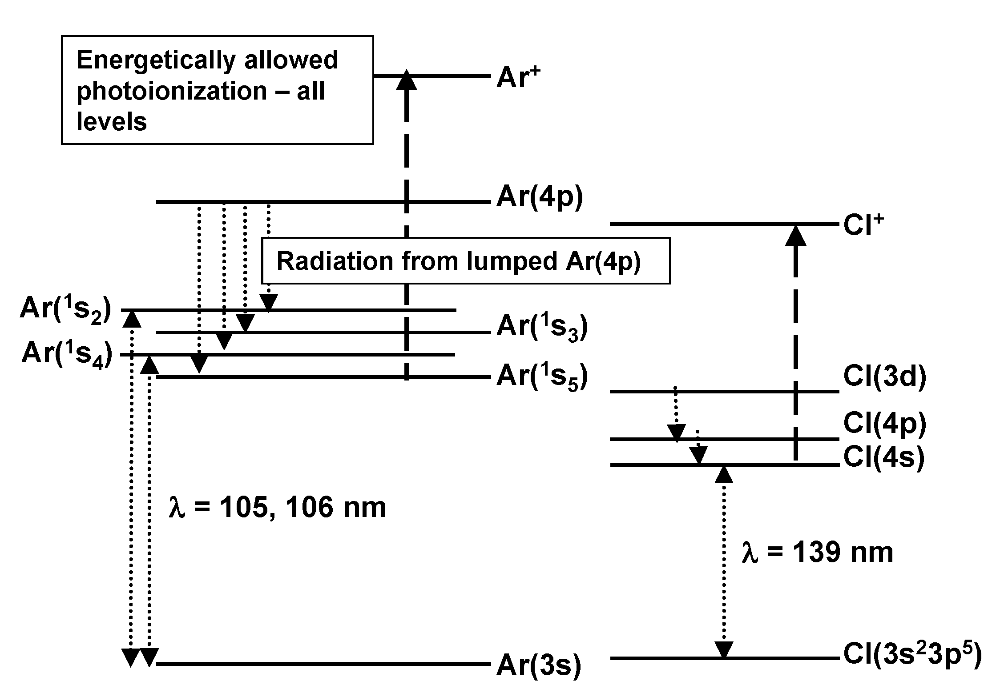 Energetically allowed
photoionization – all
levels
Ar⁺
Ar(4p)
Cl⁺
Radiation from lumped Ar(4p)
Ar(¹s₂)
Ar(¹s₃)
Ar(¹s₄)
Ar(¹s₅)
Cl(3d)
Cl(4p)
Cl(4s)
λ = 105, 106 nm
λ = 139 nm
Ar(3s)
Cl(3s²3p⁵)